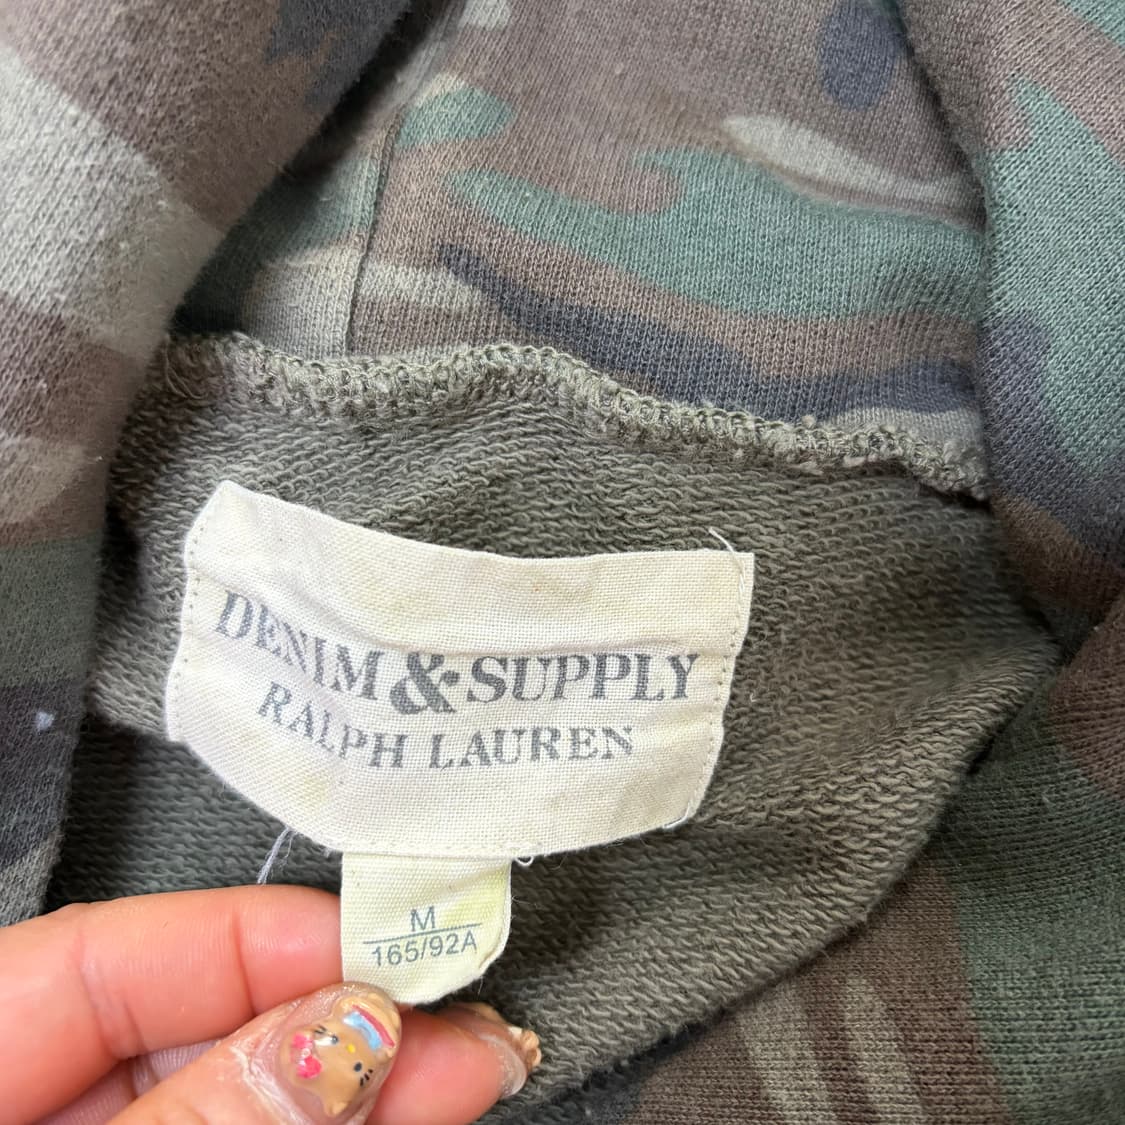 DENIM & SUPPLY
RALPH LAUREN
M
165/92A